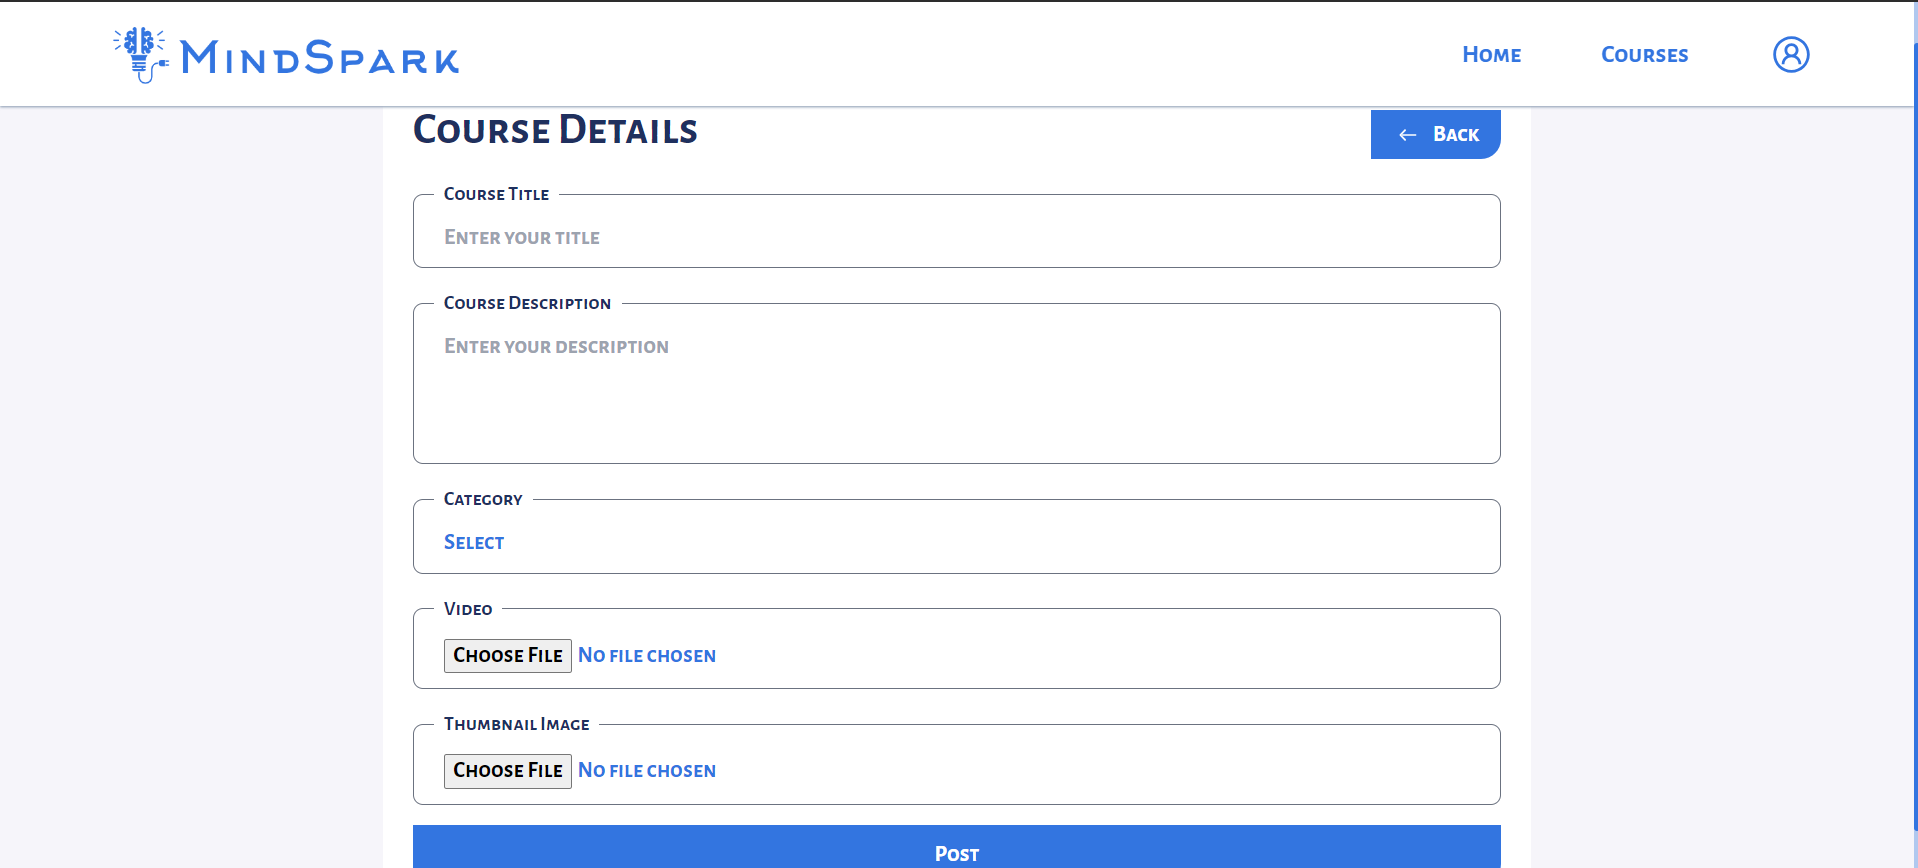 MindSpark
Home
Courses
Course Details
← Back
Course Title
Enter your title
Course Description
Enter your description
Category
Select
Video
Choose File No file chosen
Thumbnail Image
Choose File No file chosen
Post